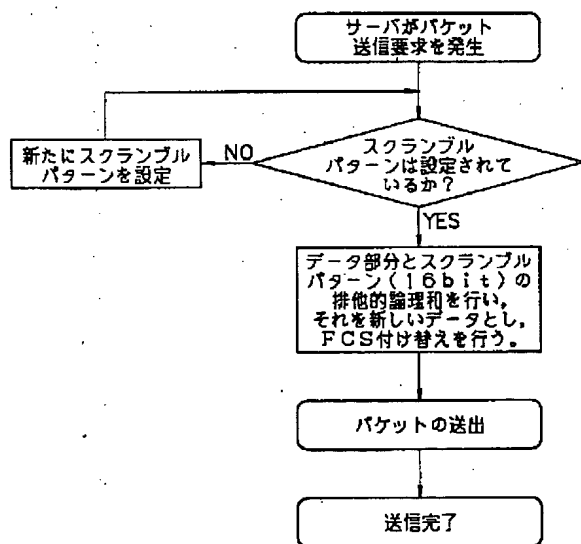 サーバがパケット
送信要求を発生
新たにスクランブル
パターンを設定
NO
スクランブル
パターンは設定されて
いるか？
YES
データ部分とスクランブル
パターン（１６ｂｉｔ）の
排他的論理和を行い，
それを新しいデータとし，
ＦＣＳ付け替えを行う。
パケットの送出
送信完了